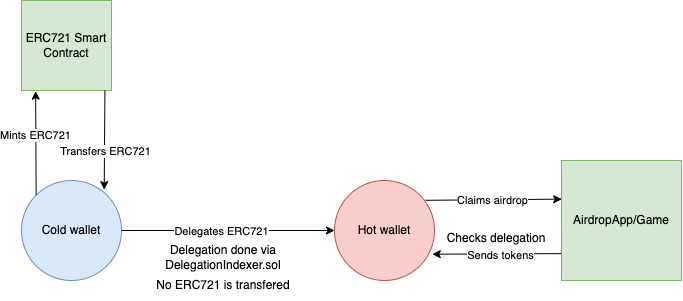 ERC721 Smart
Contract
Mints ERC721
Transfers ERC721
Cold wallet
Delegates ERC721
Delegation done via
DelegationIndexer.sol
No ERC721 is transfered
Hot wallet
Claims airdrop
AirdropApp/Game
Checks delegation
Sends tokens